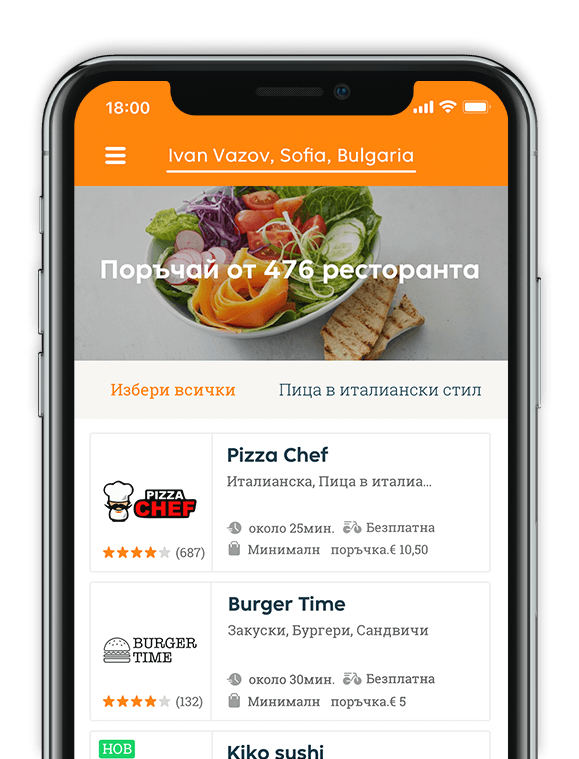 18:00
Ivan Vazov, Sofia, Bulgaria
Поръчай от 476 ресторанта
Избери всички
Пица в италиански стил
PIZZA
CHEF
(687)
Pizza Chef
Италианска, Пица в италиа...
около 25мин. Безплатна
Минималн поръчка.€ 10,50
BURGER
TIME
(132)
Burger Time
Закуски, Бургери, Сандвичи
около 30мин. Безплатна
Минималн поръчка.€ 5
НОВ
Kiko sushi